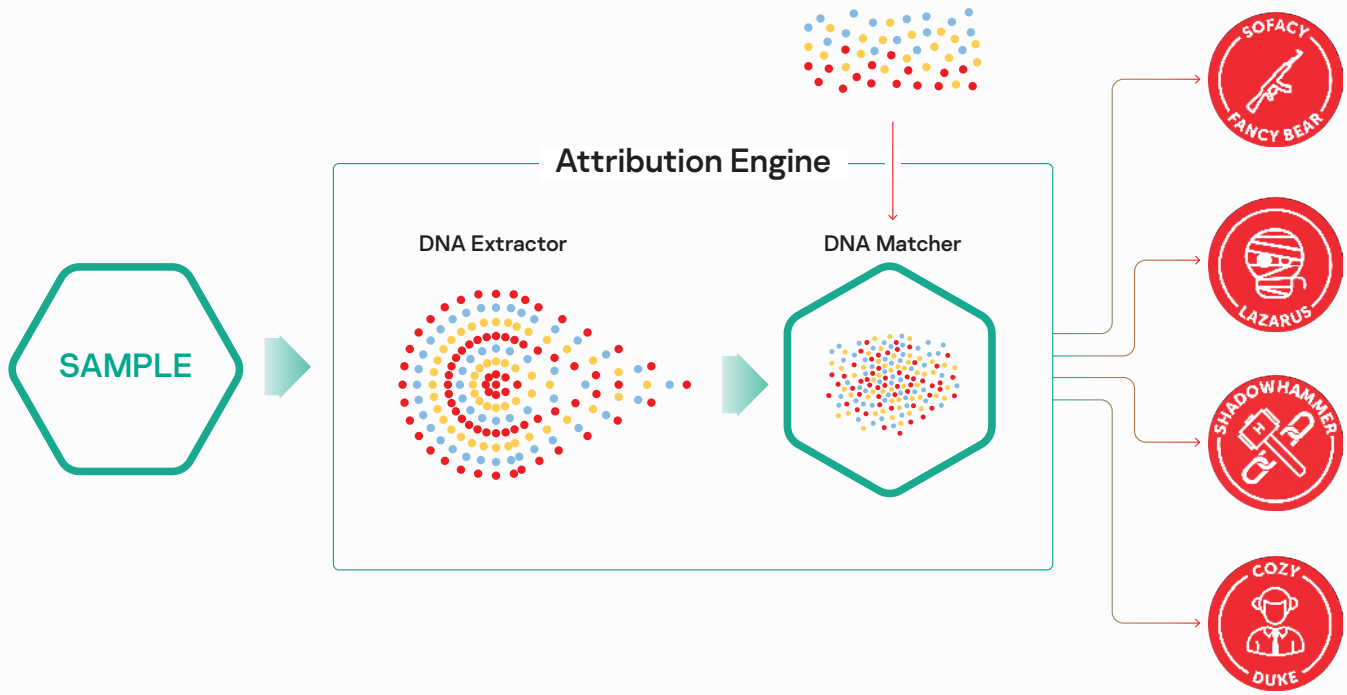 SOFACY
FANCY BEAR
Attribution Engine
DNA Extractor
DNA Matcher
SAMPLE
LAZARUS
SHADOWHAMMER
H
COZY
DUKE